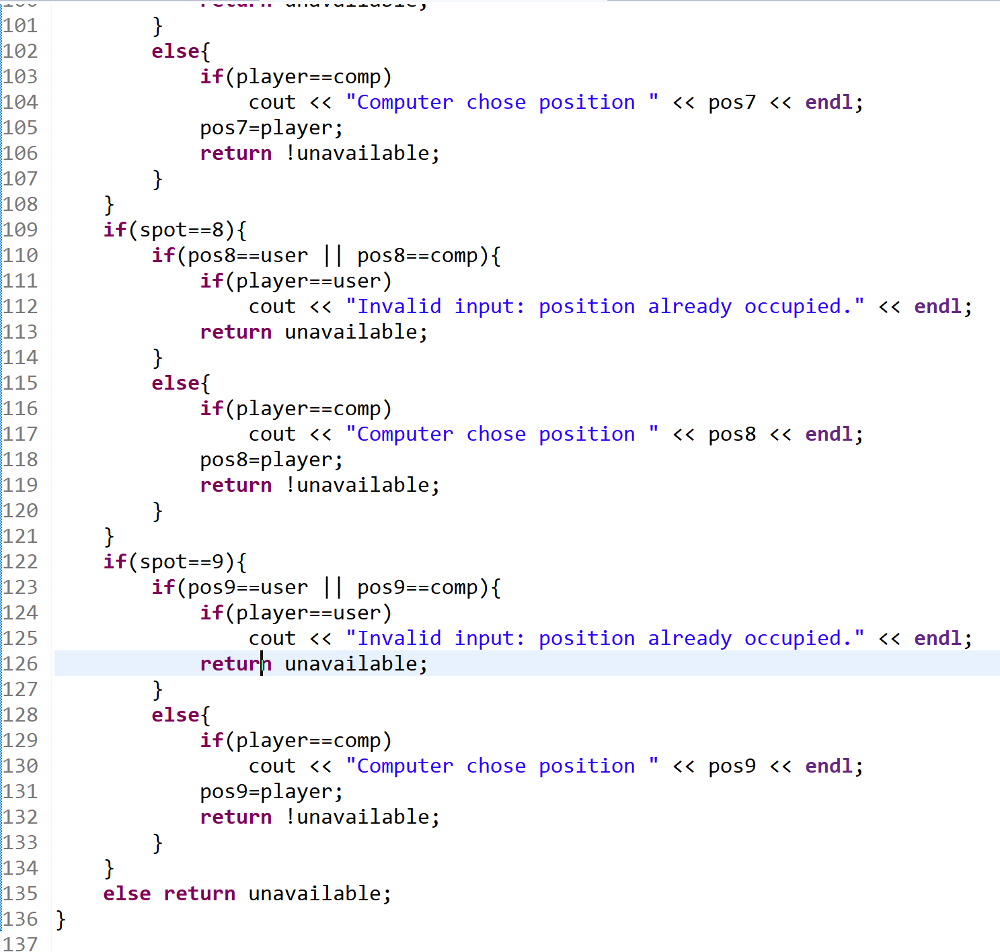 100 return unavailable;
101 }
102 else{
103 if(player==comp)
104 cout << "Computer chose position " << pos7 << endl;
105 pos7=player;
106 return !unavailable;
107 }
108 }
109 if(spot==8){
110 if(pos8==user || pos8==comp){
111 if(player==user)
112 cout << "Invalid input: position already occupied." << endl;
113 return unavailable;
114 }
115 else{
116 if(player==comp)
117 cout << "Computer chose position " << pos8 << endl;
118 pos8=player;
119 return !unavailable;
120 }
121 }
122 if(spot==9){
123 if(pos9==user || pos9==comp){
124 if(player==user)
125 cout << "Invalid input: position already occupied." << endl;
126 return unavailable;
127 }
128 else{
129 if(player==comp)
130 cout << "Computer chose position " << pos9 << endl;
131 pos9=player;
132 return !unavailable;
133 }
134 }
135 else return unavailable;
136 }
137